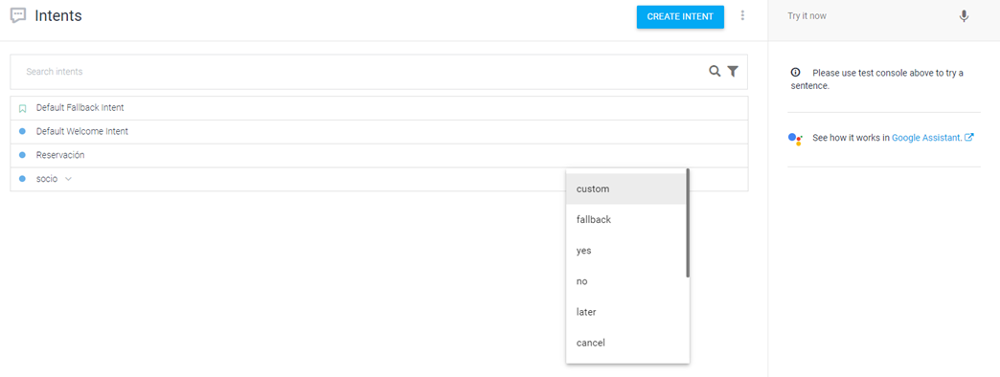 Intents
CREATE INTENT
Try it now
Search intents
Please use test console above to try a
sentence.
Default Fallback Intent
Default Welcome Intent
See how it works in Google Assistant.
Reservación
socio
custom
fallback
yes
no
later
cancel